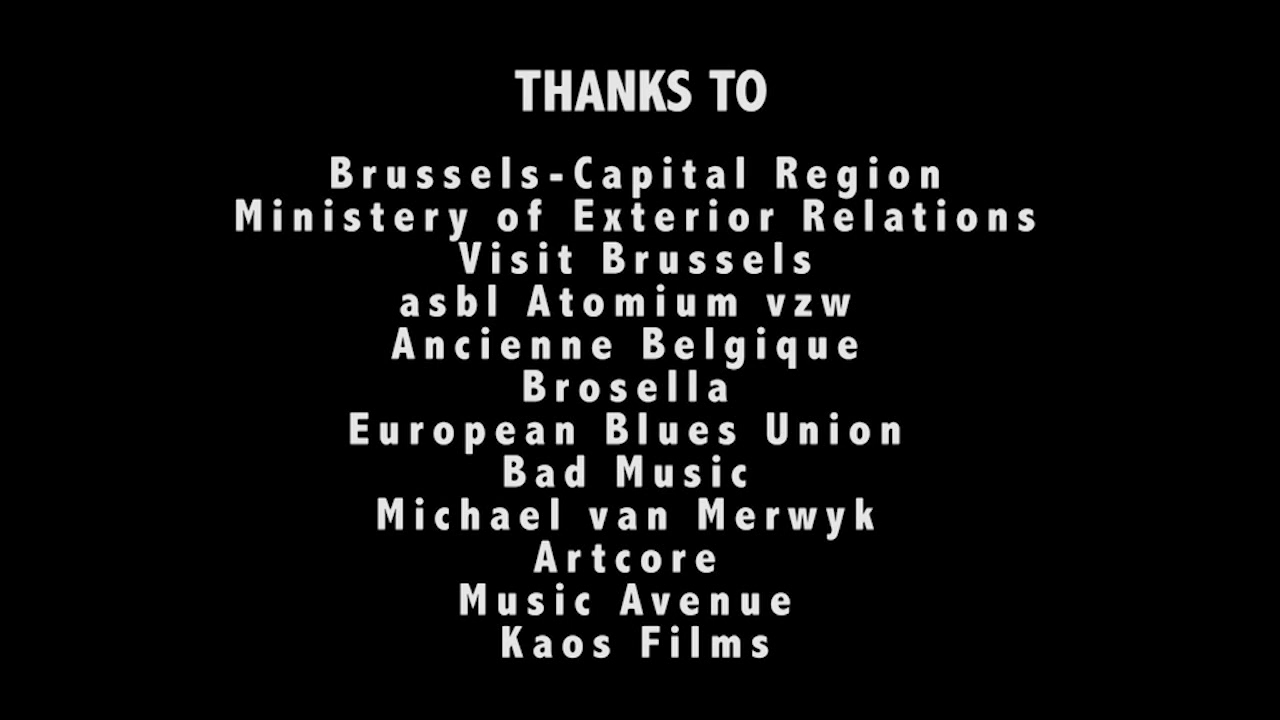 THANKS TO
Brussels-Capital Region
Ministery of Exterior Relations
Visit Brussels
asbl Atomium vzw
Ancienne Belgique
Brosella
European Blues Union
Bad Music
Michael van Merwyk
Artcore
Music Avenue
Kaos Films